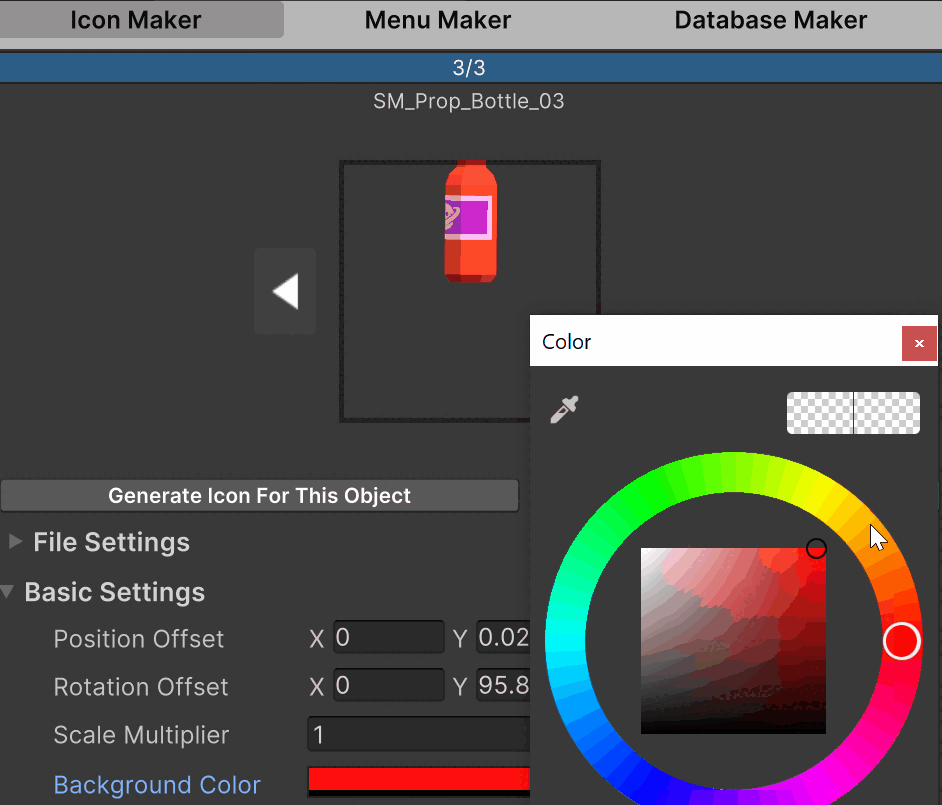 Icon Maker Menu Maker Database Maker
3/3
SM_Prop_Bottle_03
Color
Generate Icon For This Object
File Settings
Basic Settings
Position Offset X 0 Y 0.02
Rotation Offset X 0 Y 95.8
Scale Multiplier 1
Background Color